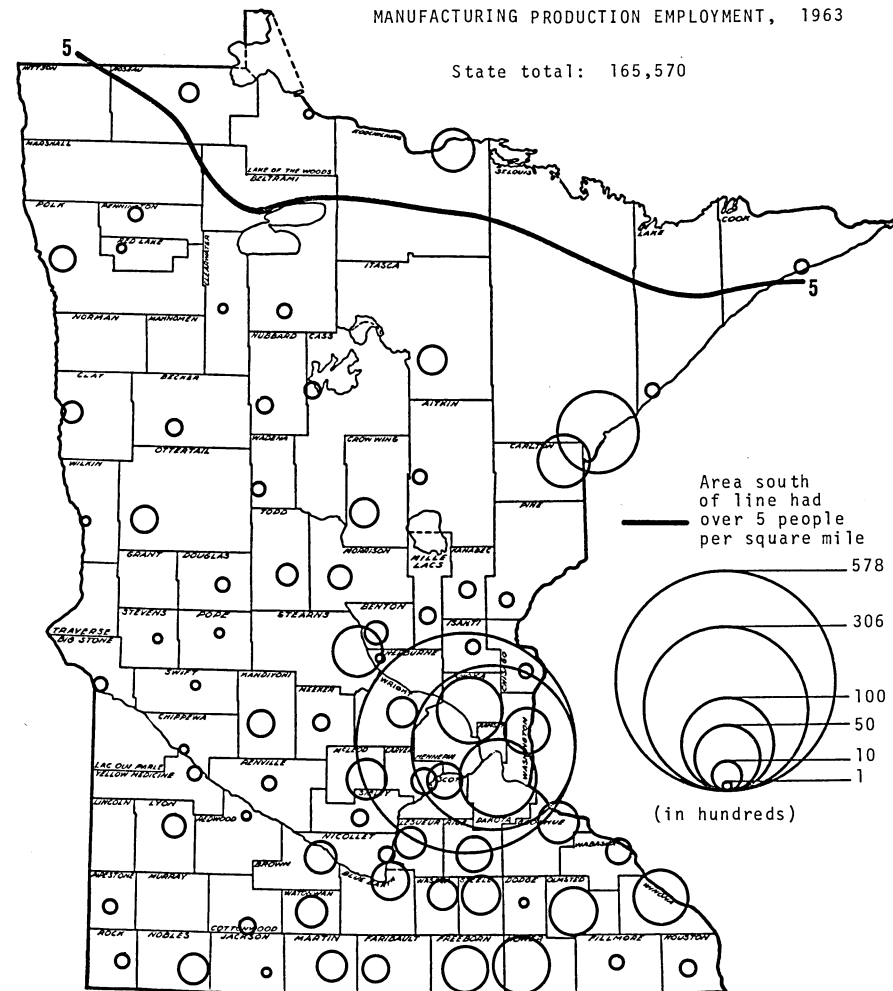 MANUFACTURING PRODUCTION EMPLOYMENT, 1963
State total: 165,570
5
KITTSON
ROSEAU
MARSHALL
LAKE OF THE WOODS
BELTRAMI
KOOCHICHING
ST LOUIS
LAKE
COOK
POLK
PENNINGTON
RED LAKE
CLEARWATER
ITASCA
5
NORMAN
MAHNOMEN
HUBBARD
CASS
CLAY
BECKER
AITKIN
WADENA
CROW WING
CARLTON
OTTERTAIL
WILKIN
PINE
TODD
Area south
of line had
over 5 people
per square mile
GRANT
DOUGLAS
MORRISON
MILLE
LACS
KANABEC
578
STEVENS
POPE
STEARNS
BENTON
ISANTI
306
TRAVERSE
BIG STONE
CHISAGO
SWIFT
KANDIYOHI
MEEKER
WRIGHT
100
CHIPPEWA
50
WASHINGTON
McLEOD
CARVER
HENNEPIN
10
LAC QUI PARLE
YELLOW MEDICINE
RENVILLE
SCOTT
1
SIBLEY
(in hundreds)
LINCOLN
LYON
REDWOOD
NICOLLET
LESUEUR
RICE
DAKOTA
GOODHUE
WABASHA
BROWN
BLUE EARTH
WASECA
STEELE
DODGE
OLMSTED
WINONA
PIPESTONE
MURRAY
COTTONWOOD
WATONWAN
ROCK
NOBLES
JACKSON
MARTIN
FARIBAULT
FREEBORN
MOWER
FILLMORE
HOUSTON